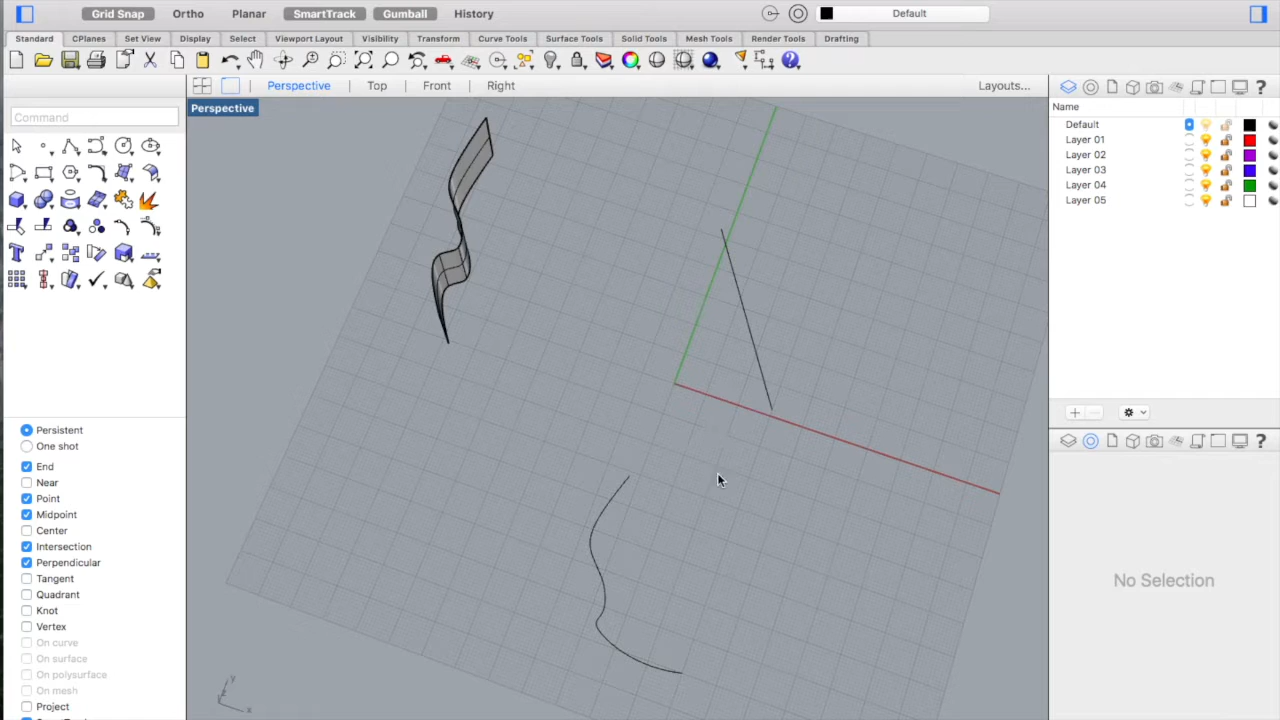 Grid Snap Ortho Planar SmartTrack Gumball History Default
Standard CPlanes Set View Display Select Viewport Layout Visibility Transform Curve Tools Surface Tools Solid Tools Mesh Tools Render Tools Drafting
Perspective Top Front Right Layouts...
Perspective
Command
Name
Default
Layer 01
Layer 02
Layer 03
Layer 04
Layer 05
Persistent
One shot
End
Near
Point
Midpoint
Center
Intersection
Perpendicular
Tangent
Quadrant
Knot
Vertex
On curve
On surface
On polysurface
On mesh
Project
No Selection
y
z
x